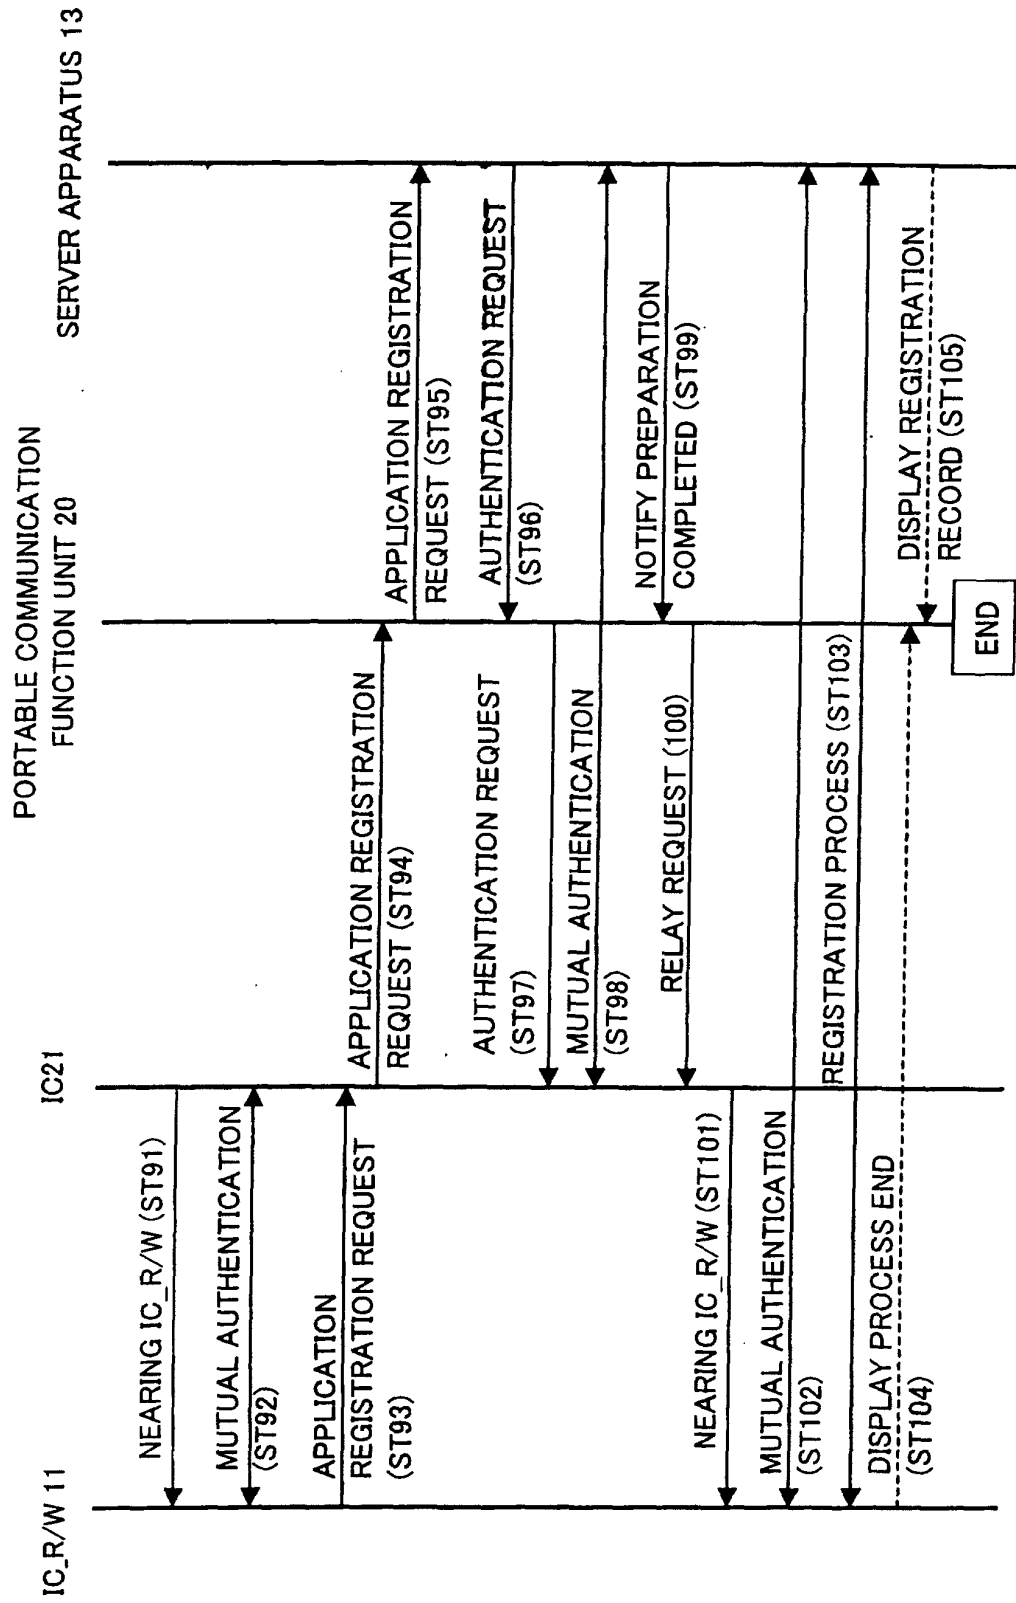 IC_R/W 11
IC21
PORTABLE COMMUNICATION
FUNCTION UNIT 20
SERVER APPARATUS 13
NEARING IC_R/W (ST91)
MUTUAL AUTHENTICATION
(ST92)
APPLICATION
REGISTRATION REQUEST
(ST93)
APPLICATION REGISTRATION
REQUEST (ST94)
APPLICATION REGISTRATION
REQUEST (ST95)
AUTHENTICATION REQUEST
(ST96)
AUTHENTICATION REQUEST
(ST97)
MUTUAL AUTHENTICATION
(ST98)
NOTIFY PREPARATION
COMPLETED (ST99)
RELAY REQUEST (100)
NEARING IC_R/W (ST101)
MUTUAL AUTHENTICATION
(ST102)
REGISTRATION PROCESS (ST103)
DISPLAY PROCESS END
(ST104)
DISPLAY REGISTRATION
RECORD (ST105)
END